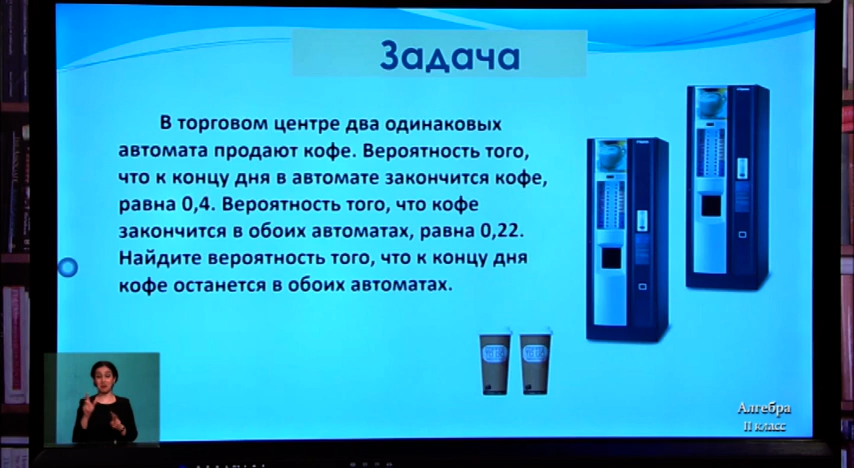 Задача
В торговом центре два одинаковых
автомата продают кофе. Вероятность того,
что к концу дня в автомате закончится кофе,
равна 0,4. Вероятность того, что кофе
закончится в обоих автоматах, равна 0,22.
Найдите вероятность того, что к концу дня
кофе останется в обоих автоматах.
Алгебра
11 класс